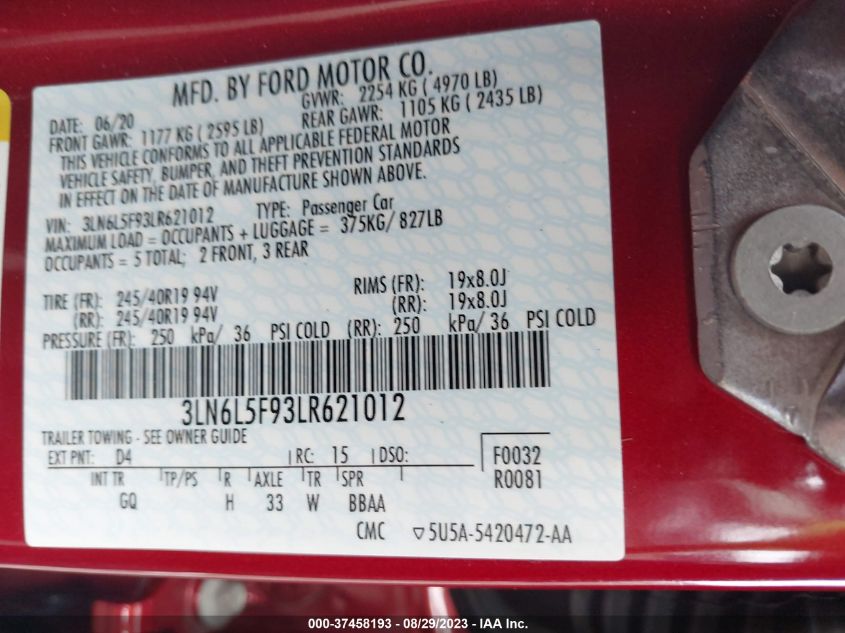 MFD. BY FORD MOTOR CO.
DATE: 06/20 GVWR: 2254 KG ( 4970 LB)
FRONT GAWR: 1177 KG ( 2595 LB) REAR GAWR: 1105 KG ( 2435 LB)
THIS VEHICLE CONFORMS TO ALL APPLICABLE FEDERAL MOTOR
VEHICLE SAFETY, BUMPER, AND THEFT PREVENTION STANDARDS
IN EFFECT ON THE DATE OF MANUFACTURE SHOWN ABOVE.
VIN: 3LN6L5F93LR621012 TYPE: Passenger Car
MAXIMUM LOAD = OCCUPANTS + LUGGAGE = 375KG/ 827LB
OCCUPANTS = 5 TOTAL; 2 FRONT, 3 REAR
TIRE (FR): 245/40R19 94V RIMS (FR): 19x8.0J
(RR): 245/40R19 94V (RR): 19x8.0J
PRESSURE (FR): 250 kPa/ 36 PSI COLD (RR): 250 kPa/ 36 PSI COLD
3LN6L5F93LR621012
TRAILER TOWING - SEE OWNER GUIDE
EXT PNT: D4 RC: 15 DSO: F0032
INT TR TP/PS R AXLE TR SPR R0081
GQ H 33 W BBAA
CMC 5U5A-5420472-AA
000-37458193 - 08/29/2023 - IAA Inc.